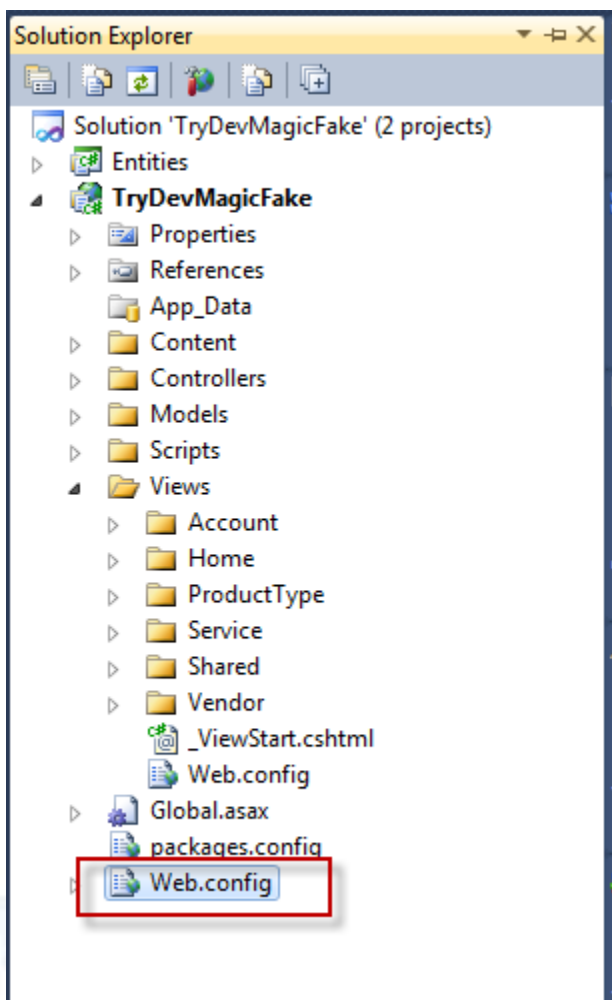 Solution Explorer
Solution 'TryDevMagicFake' (2 projects)
Entities
TryDevMagicFake
Properties
References
App_Data
Content
Controllers
Models
Scripts
Views
Account
Home
ProductType
Service
Shared
Vendor
_ViewStart.cshtml
Web.config
Global.asax
packages.config
Web.config